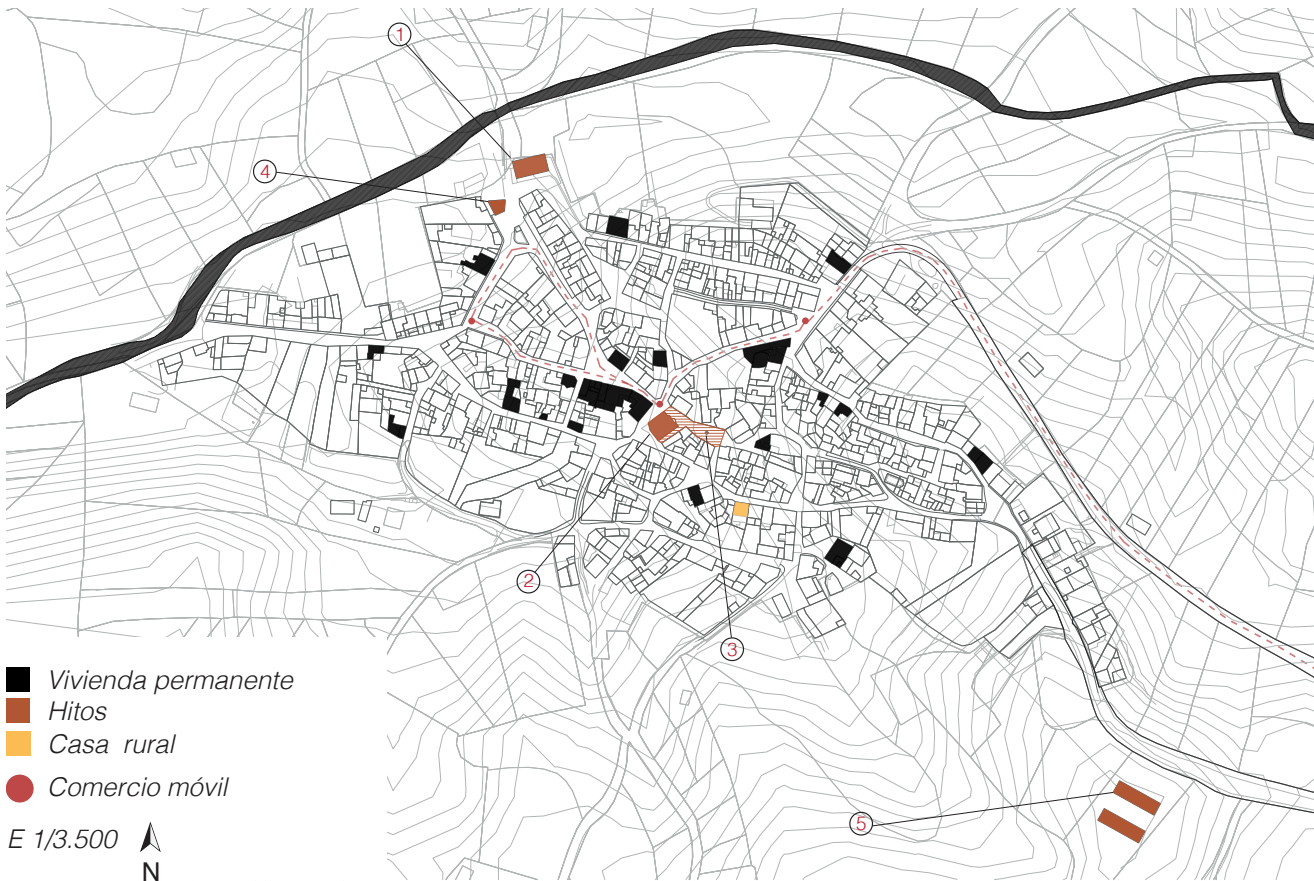 1
4
2
3
5
Vivienda permanente
Hitos
Casa rural
Comercio móvil
E 1/3.500
N